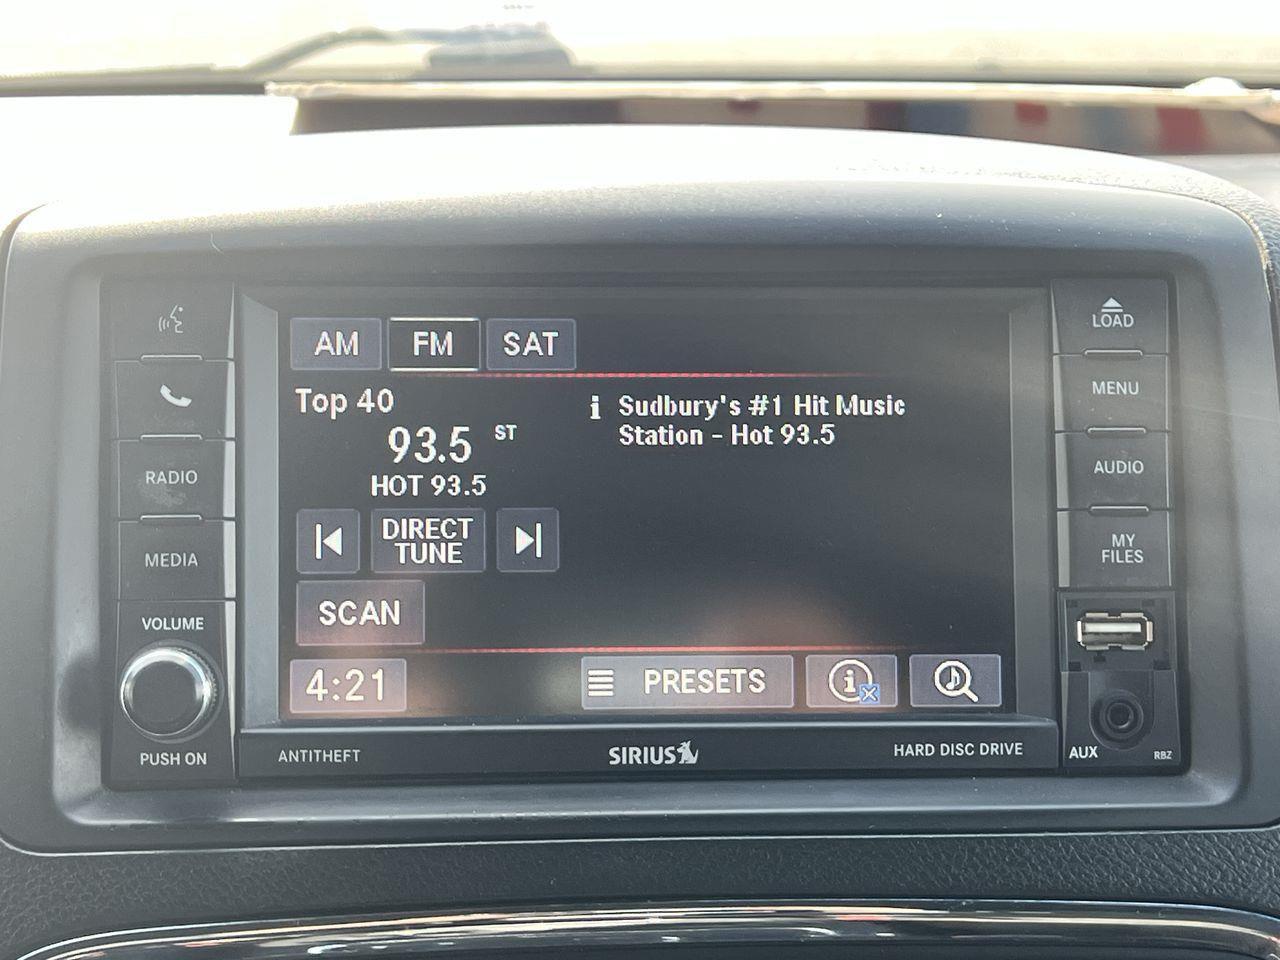 AM FM SAT
Top 40
93.5 ST
HOT 93.5
i Sudbury's #1 Hit Music
Station - Hot 93.5
DIRECT
TUNE
SCAN
4:21 PRESETS i
RADIO
MEDIA
VOLUME
PUSH ON
LOAD
MENU
AUDIO
MY
FILES
ANTITHEFT SIRIUS HARD DISC DRIVE
AUX RBZ